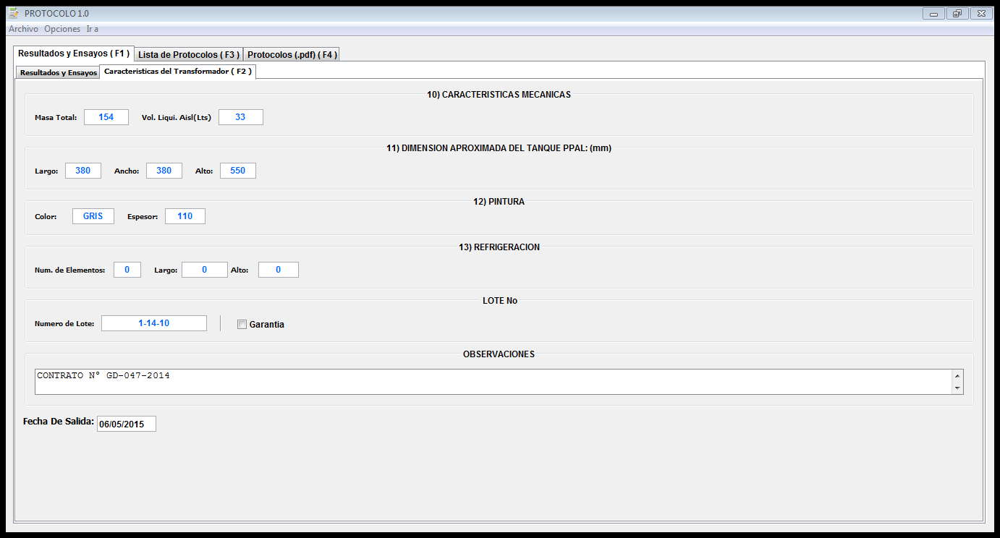 PROTOCOLO 1.0
Archivo Opciones Ir a
Resultados y Ensayos ( F1 ) Lista de Protocolos ( F3 ) Protocolos (.pdf) ( F4 )
Resultados y Ensayos Caracteristicas del Transformador ( F2 )
10) CARACTERISTICAS MECANICAS
Masa Total: 154 Vol. Liqui. Aisl(Lts) 33
11) DIMENSION APROXIMADA DEL TANQUE PPAL: (mm)
Largo: 380 Ancho: 380 Alto: 550
12) PINTURA
Color: GRIS Espesor: 110
13) REFRIGERACION
Num. de Elementos: 0 Largo: 0 Alto: 0
LOTE No
Numero de Lote: 1-14-10 Garantia
OBSERVACIONES
CONTRATO N° GD-047-2014
Fecha De Salida: 06/05/2015